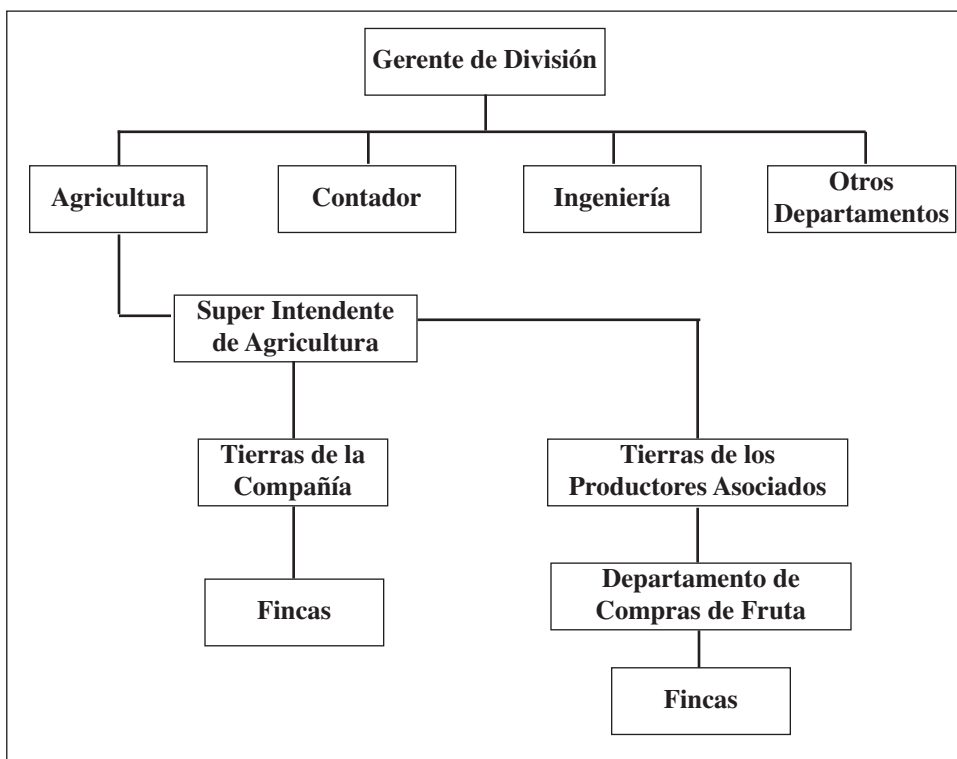 Gerente de División
Agricultura
Contador
Ingeniería
Otros
Departamentos
Super Intendente
de Agricultura
Tierras de la
Compañía
Tierras de los
Productores Asociados
Fincas
Departamento de
Compras de Fruta
Fincas